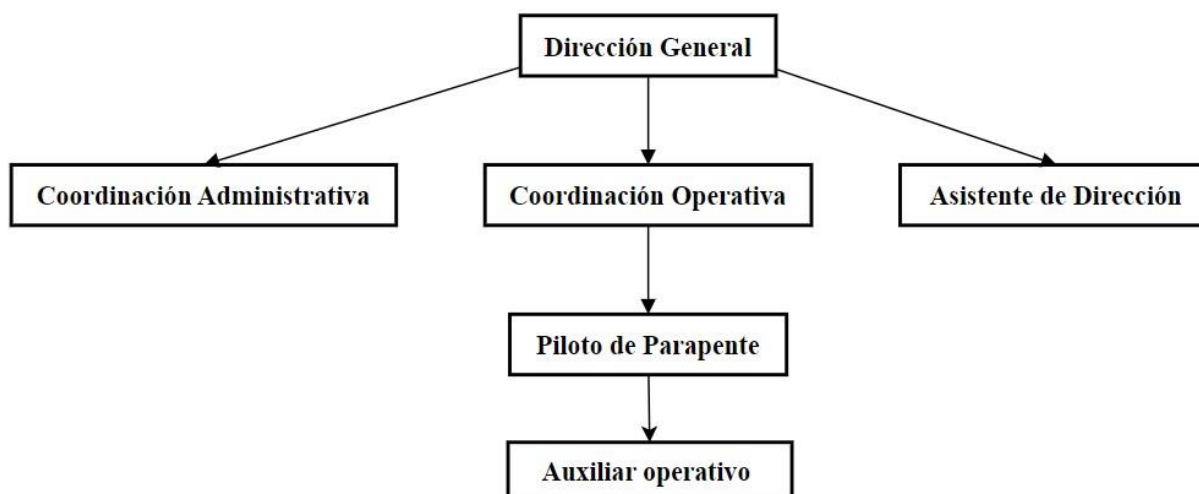 Dirección General
Coordinación Administrativa
Coordinación Operativa
Asistente de Dirección
Piloto de Parapente
Auxiliar operativo